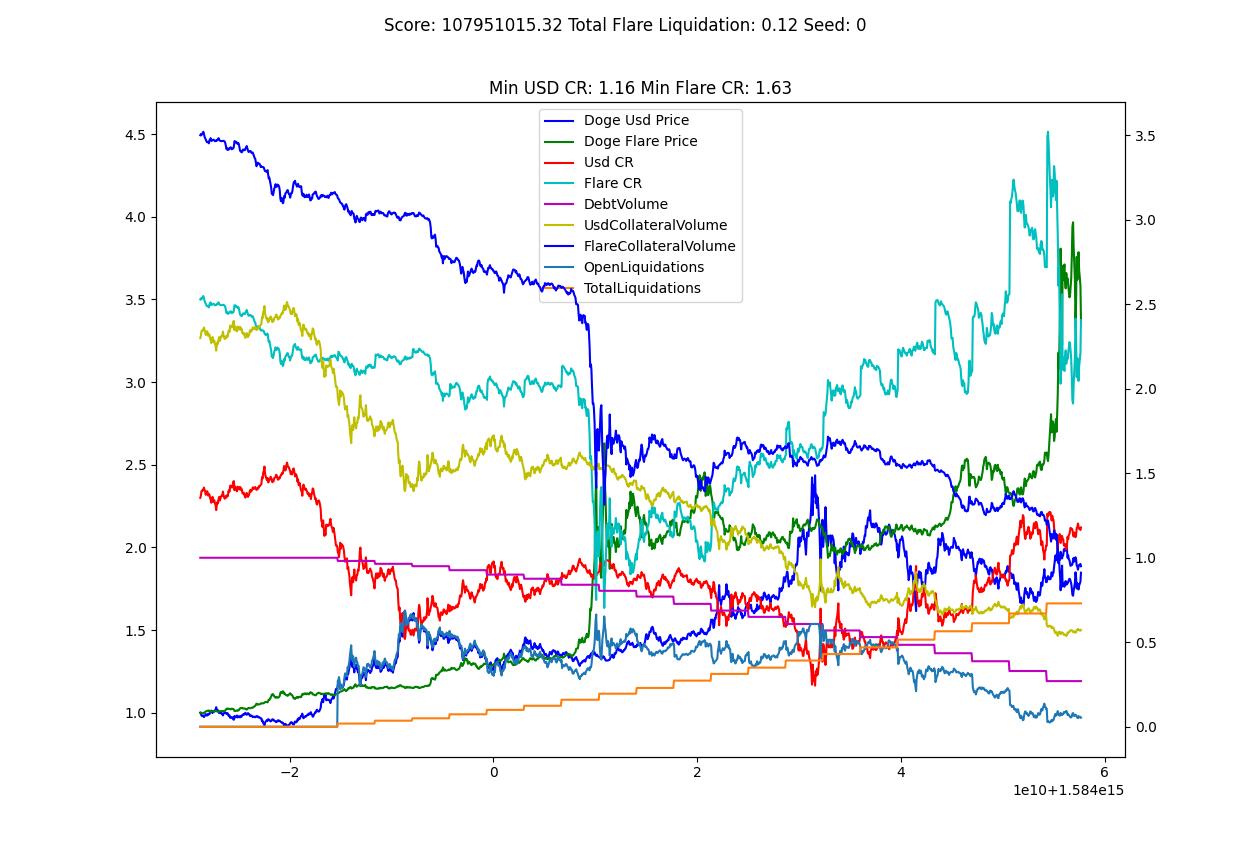 Score: 107951015.32 Total Flare Liquidation: 0.12 Seed: 0
Min USD CR: 1.16 Min Flare CR: 1.63
Doge Usd Price
Doge Flare Price
Usd CR
Flare CR
DebtVolume
UsdCollateralVolume
FlareCollateralVolume
OpenLiquidations
TotalLiquidations
4.5
4.0
3.5
3.0
2.5
2.0
1.5
1.0
3.5
3.0
2.5
2.0
1.5
1.0
0.5
0.0
−2 0 2 4 6
1e10+1.584e15